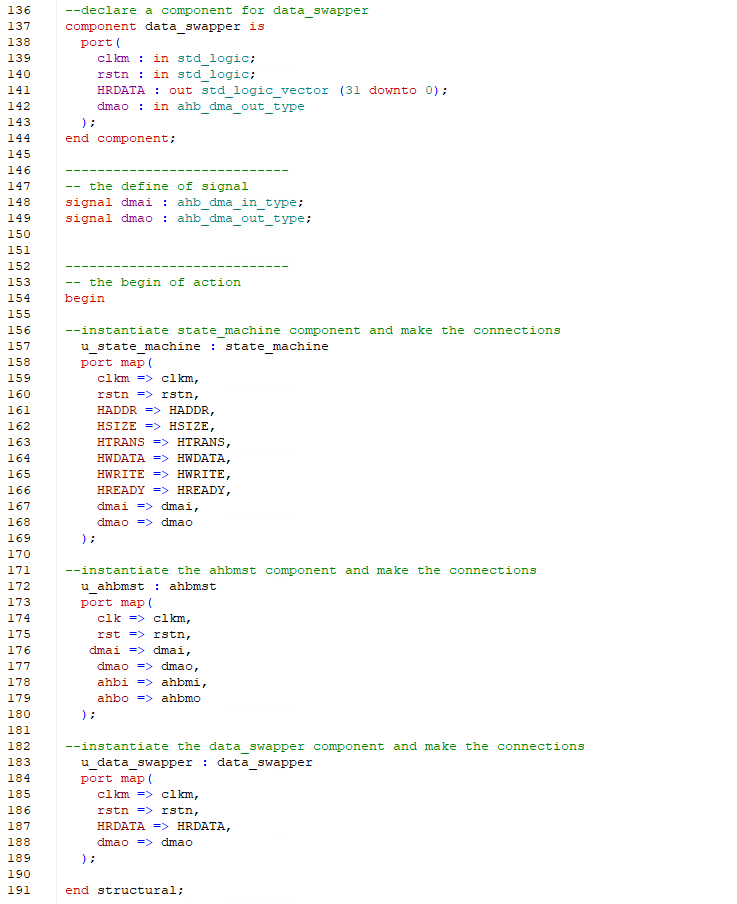 136 --declare a component for data_swapper
137 component data_swapper is
138 port(
139 clkm : in std_logic;
140 rstn : in std_logic;
141 HRDATA : out std_logic_vector (31 downto 0);
142 dmao : in ahb_dma_out_type
143 );
144 end component;
145
146 ----------------------------
147 -- the define of signal
148 signal dmai : ahb_dma_in_type;
149 signal dmao : ahb_dma_out_type;
150
151
152 ----------------------------
153 -- the begin of action
154 begin
155
156 --instantiate state_machine component and make the connections
157 u_state_machine : state_machine
158 port map(
159 clkm => clkm,
160 rstn => rstn,
161 HADDR => HADDR,
162 HSIZE => HSIZE,
163 HTRANS => HTRANS,
164 HWDATA => HWDATA,
165 HWRITE => HWRITE,
166 HREADY => HREADY,
167 dmai => dmai,
168 dmao => dmao
169 );
170
171 --instantiate the ahbmst component and make the connections
172 u_ahbmst : ahbmst
173 port map(
174 clk => clkm,
175 rst => rstn,
176 dmai => dmai,
177 dmao => dmao,
178 ahbi => ahbmi,
179 ahbo => ahbmo
180 );
181
182 --instantiate the data_swapper component and make the connections
183 u_data_swapper : data_swapper
184 port map(
185 clkm => clkm,
186 rstn => rstn,
187 HRDATA => HRDATA,
188 dmao => dmao
189 );
190
191 end structural;